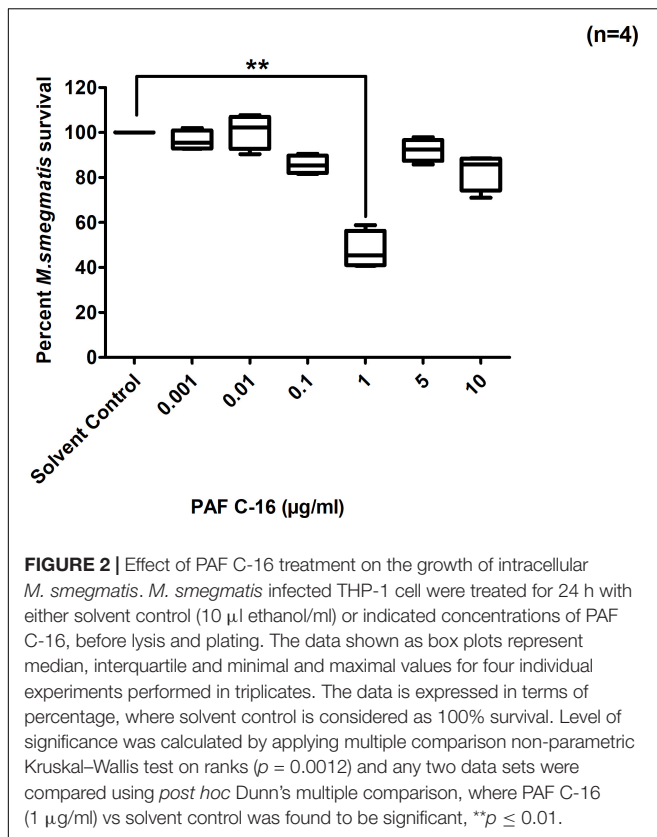 (n=4)
**
120
100
80
60
40
20
0
Percent M.smegmatis survival
Solvent Control
0.001
0.01
0.1
1
5
10
PAF C-16 (µg/ml)
FIGURE 2 | Effect of PAF C-16 treatment on the growth of intracellular
M. smegmatis. M. smegmatis infected THP-1 cell were treated for 24 h with
either solvent control (10 µl ethanol/ml) or indicated concentrations of PAF
C-16, before lysis and plating. The data shown as box plots represent
median, interquartile and minimal and maximal values for four individual
experiments performed in triplicates. The data is expressed in terms of
percentage, where solvent control is considered as 100% survival. Level of
significance was calculated by applying multiple comparison non-parametric
Kruskal–Wallis test on ranks (p = 0.0012) and any two data sets were
compared using post hoc Dunn's multiple comparison, where PAF C-16
(1 µg/ml) vs solvent control was found to be significant, **p ≤ 0.01.